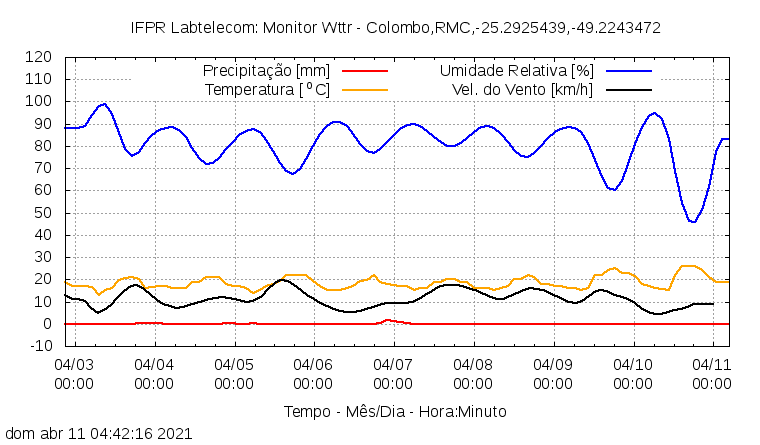 IFPR Labtelecom: Monitor Wttr - Colombo,RMC,-25.2925439,-49.2243472
Precipitação [mm]
Temperatura [ ⁰C]
Umidade Relativa [%]
Vel. do Vento [km/h]
120
110
100
90
80
70
60
50
40
30
20
10
0
-10
04/03 04/04 04/05 04/06 04/07 04/08 04/09 04/10 04/11
00:00 00:00 00:00 00:00 00:00 00:00 00:00 00:00 00:00
Tempo - Mês/Dia - Hora:Minuto
dom abr 11 04:42:16 2021